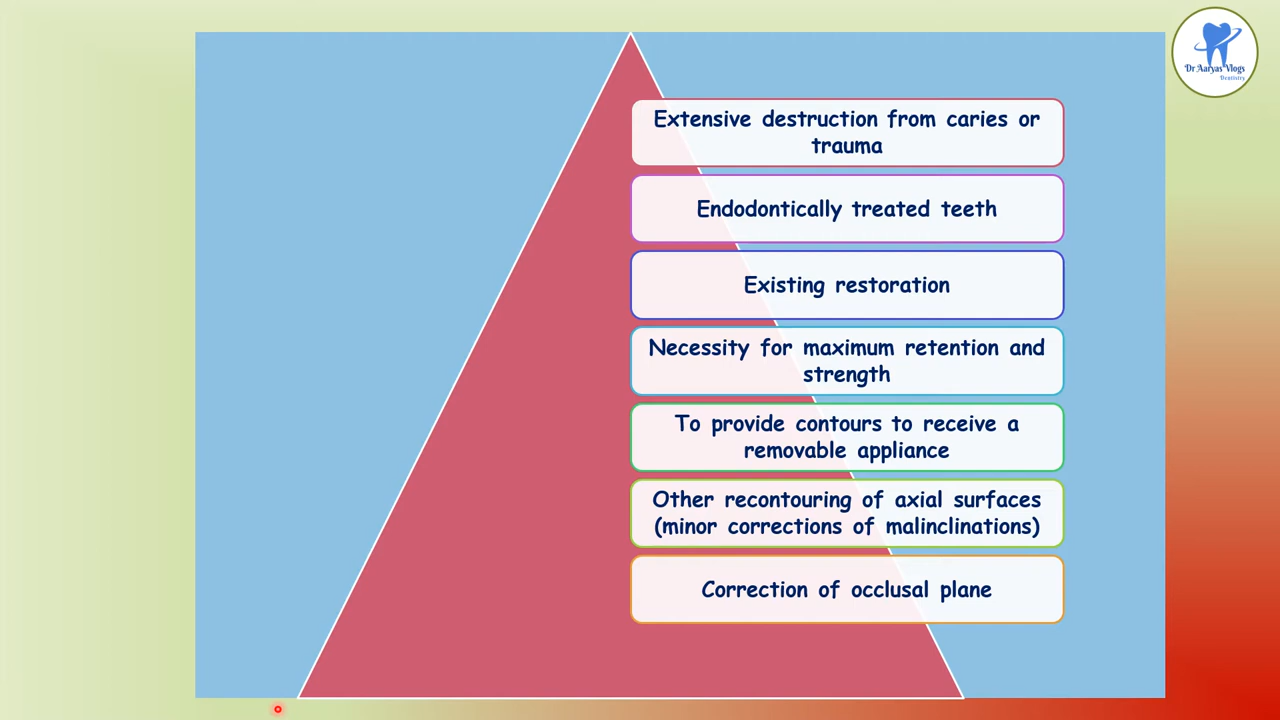 Dr Aaryas Vlogs
Dentistry
Extensive destruction from caries or
trauma
Endodontically treated teeth
Existing restoration
Necessity for maximum retention and
strength
To provide contours to receive a
removable appliance
Other recontouring of axial surfaces
(minor corrections of malinclinations)
Correction of occlusal plane